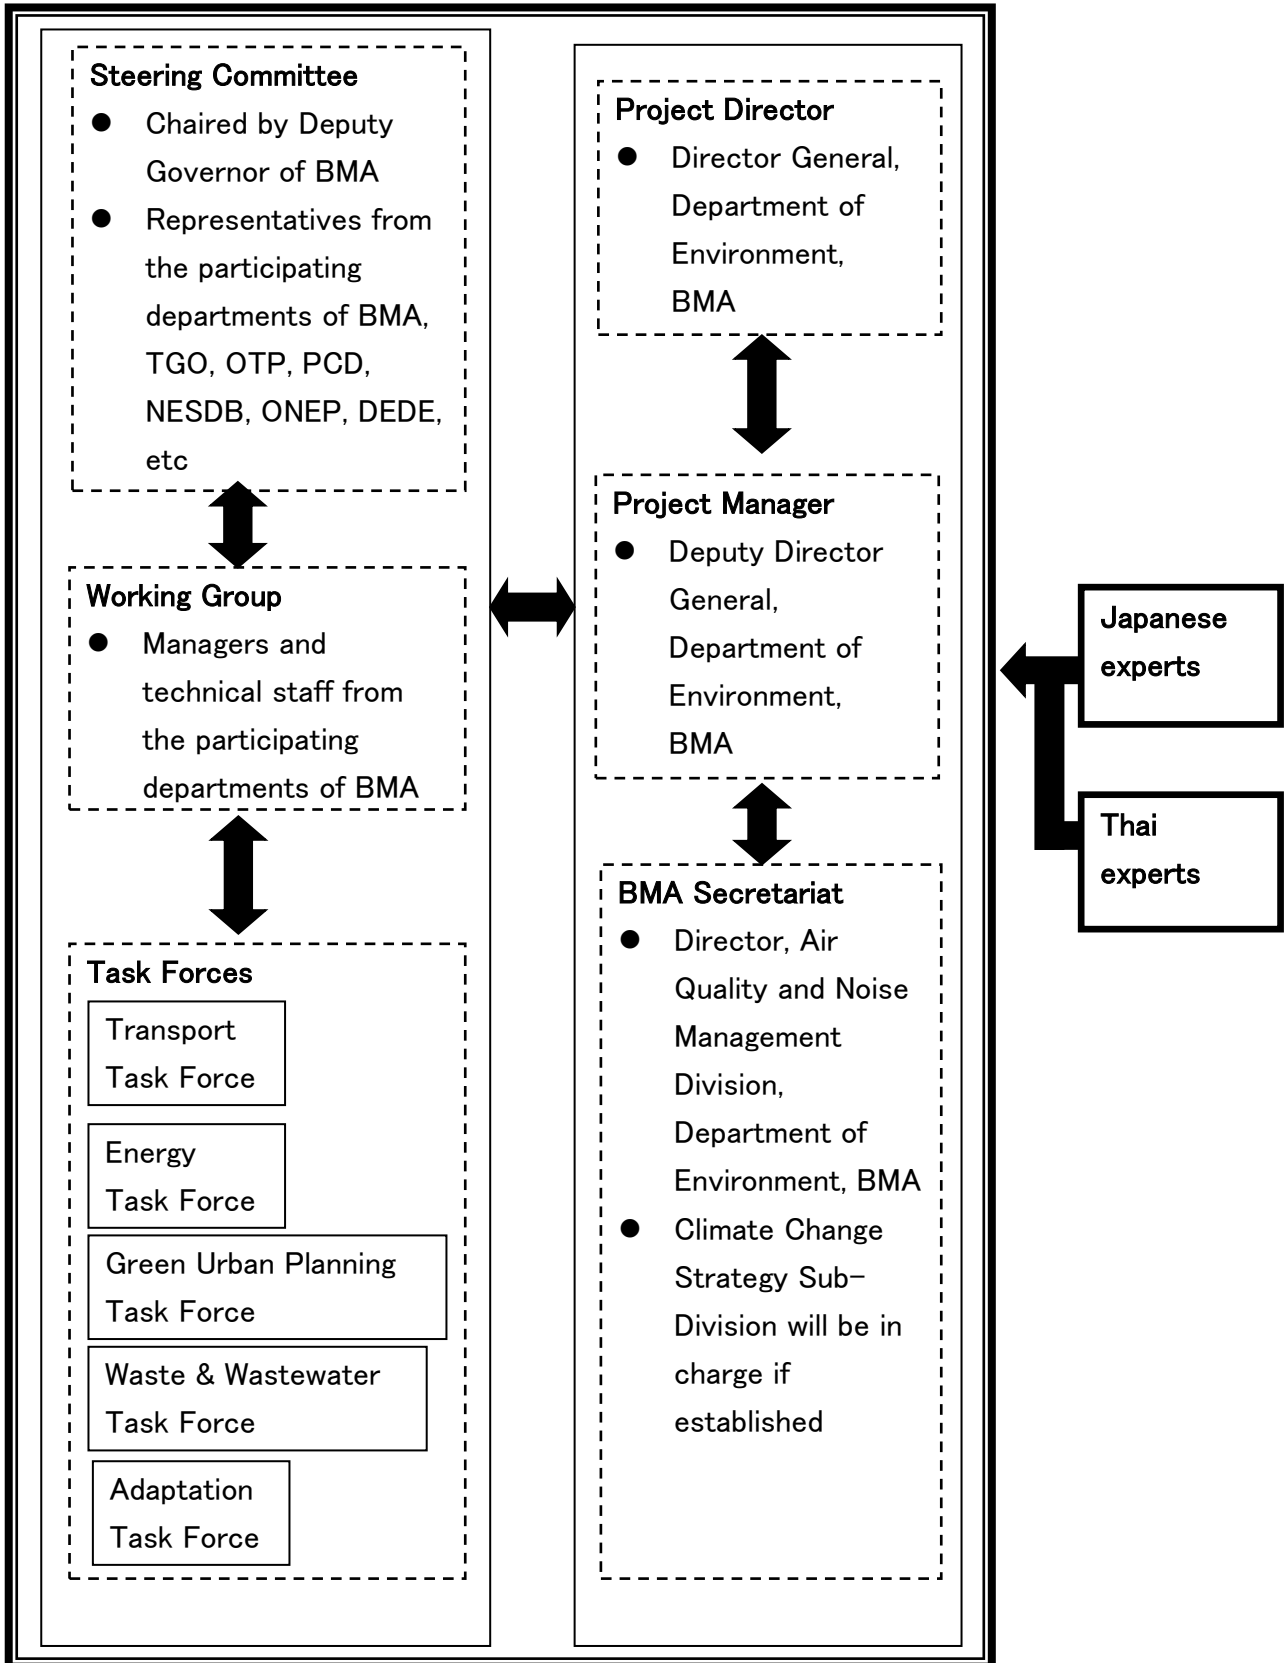 Steering Committee
● Chaired by Deputy
Governor of BMA
● Representatives from
the participating
departments of BMA,
TGO, OTP, PCD,
NESDB, ONEP, DEDE,
etc
Working Group
● Managers and
technical staff from
the participating
departments of BMA
Task Forces
Transport
Task Force
Energy
Task Force
Green Urban Planning
Task Force
Waste & Wastewater
Task Force
Adaptation
Task Force
Project Director
● Director General,
Department of
Environment,
BMA
Project Manager
● Deputy Director
General,
Department of
Environment,
BMA
BMA Secretariat
● Director, Air
Quality and Noise
Management
Division,
Department of
Environment, BMA
● Climate Change
Strategy Sub-
Division will be in
charge if
established
Japanese
experts
Thai
experts